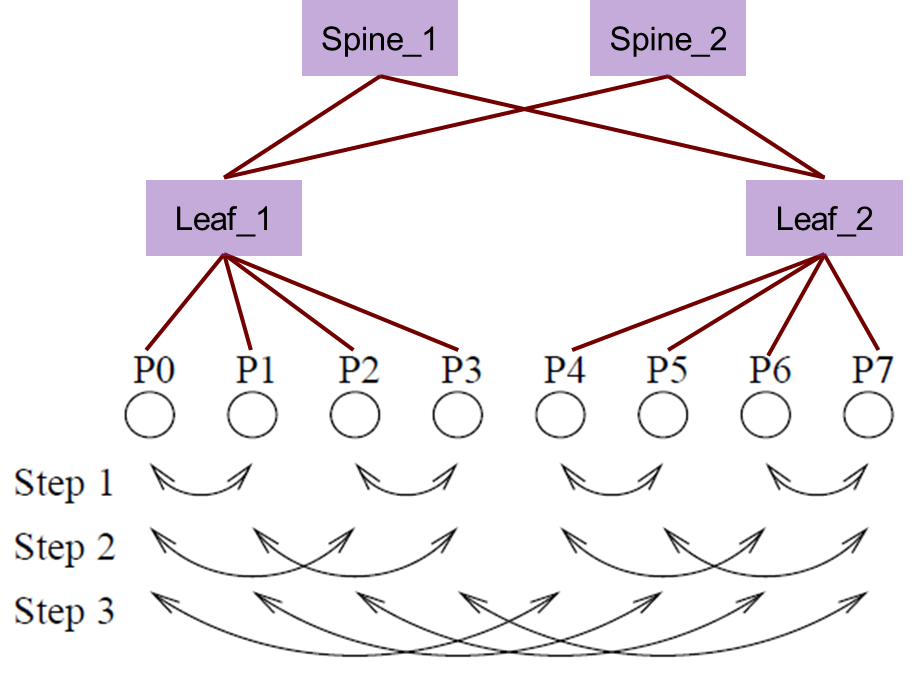 Spine_1 Spine_2
Leaf_1 Leaf_2
P0 P1 P2 P3 P4 P5 P6 P7
Step 1
Step 2
Step 3